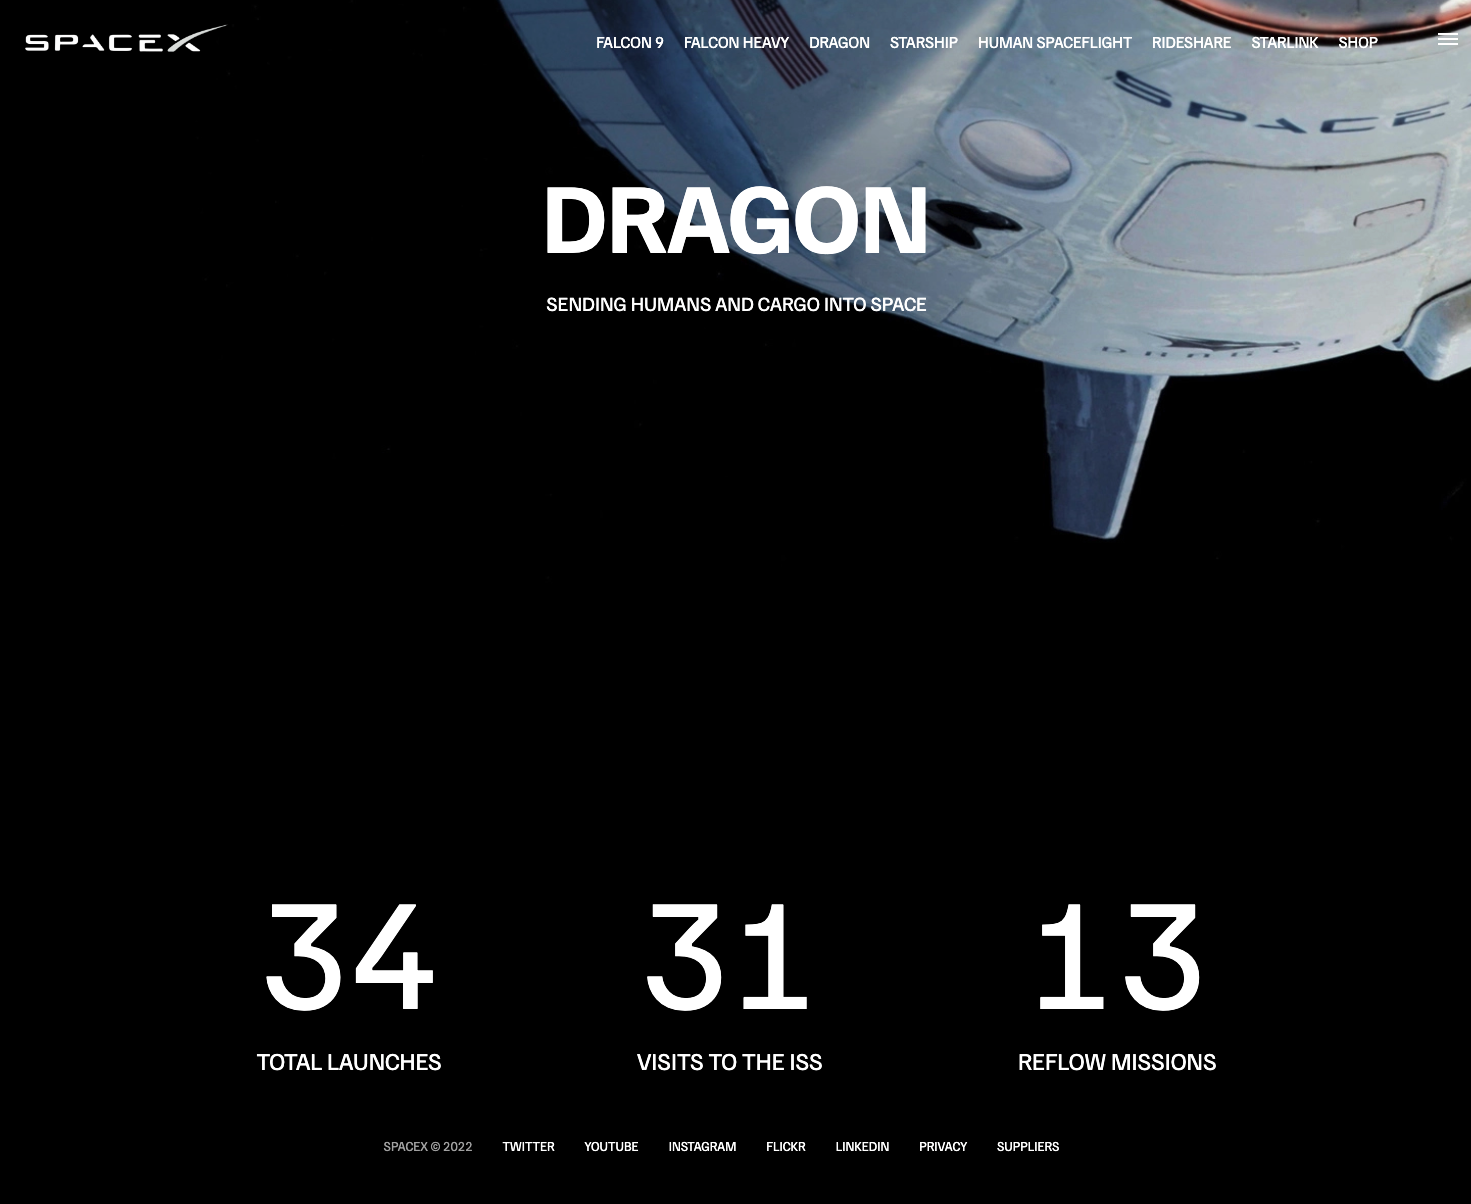 SPACEX
FALCON 9 FALCON HEAVY DRAGON STARSHIP HUMAN SPACEFLIGHT RIDESHARE STARLINK SHOP
SPACE
DRAGON
SENDING HUMANS AND CARGO INTO SPACE
DRAGON
34 31 13
TOTAL LAUNCHES VISITS TO THE ISS REFLOW MISSIONS
SPACEX © 2022 TWITTER YOUTUBE INSTAGRAM FLICKR LINKEDIN PRIVACY SUPPLIERS